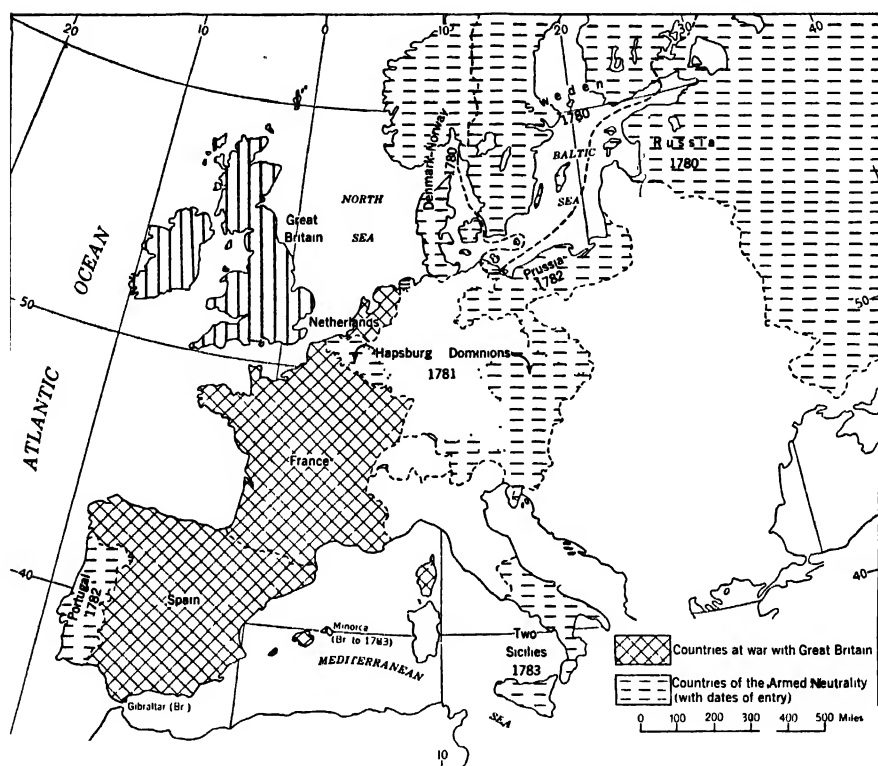 20
10
0
10
20
30
40
Sweden
1780
Denmark-Norway
1780
BALTIC
SEA
Russia
1780
NORTH
SEA
Great
Britain
OCEAN
50
ATLANTIC
Prussia
1782
50
Netherlands
Hapsburg Dominions
1781
France
40
Portugal
1782
Spain
Minorca
(Br to 1783)
MEDITERRANEAN
SEA
Gibraltar (Br)
Two
Sicilies
1783
40
10
Countries at war with Great Britain
Countries of the Armed Neutrality
(with dates of entry)
0 100 200 300 400 500 Miles